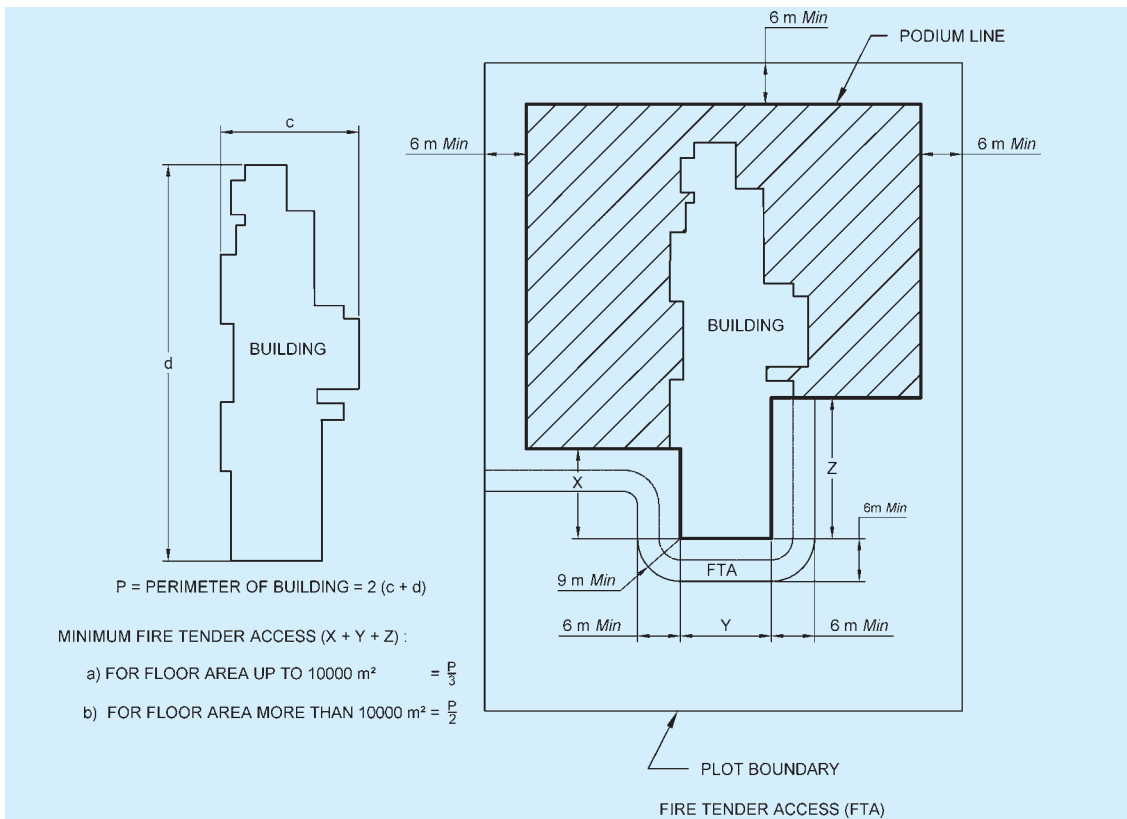 6 m Min
PODIUM LINE
c
6 m Min
6 m Min
d
BUILDING
BUILDING
X
Z
6m Min
FTA
9 m Min
P = PERIMETER OF BUILDING = 2 (c + d)
6 m Min
Y
6 m Min
MINIMUM FIRE TENDER ACCESS (X + Y + Z) :
a) FOR FLOOR AREA UP TO 10000 m² = P/3
b) FOR FLOOR AREA MORE THAN 10000 m² = P/2
PLOT BOUNDARY
FIRE TENDER ACCESS (FTA)